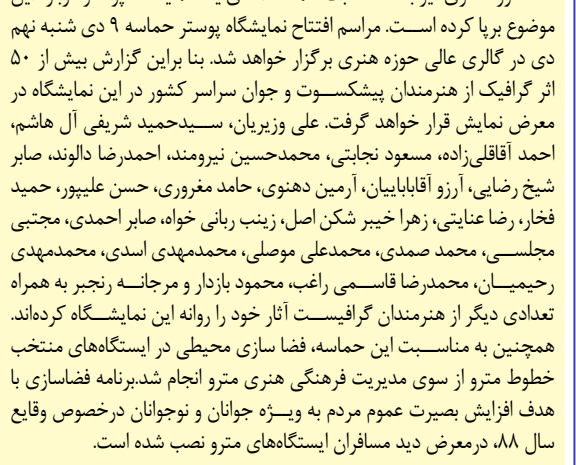 موضوع برپا کرده است. مراسم افتتاح نمایشگاه پوستر حماسه ۹ دی شنبه نهم
دی در گالری عالی حوزه هنری برگزار خواهد شد. بنا براین گزارش بیش از ۵۰
اثر گرافیک از هنرمندان پیشکسوت و جوان سراسر کشور در این نمایشگاه در
معرض نمایش قرار خواهد گرفت. علی وزیریان، سیدحمید شریفی آل هاشم،
احمد آقاقلی‌زاده، مسعود نجابتی، محمدحسین نیرومند، احمدرضا دالوند، صابر
شیخ رضایی، آرزو آقاباباییان، آرمین دهنوی، حامد مغروری، حسن علیپور، حمید
فخار، رضا عنایتی، زهرا خیبر شکن اصل، زینب ربانی خواه، صابر احمدی، مجتبی
مجلسی، محمد صمدی، محمدعلی موصلی، محمدمهدی اسدی، محمدمهدی
رحیمیان، محمدرضا قاسمی راغب، محمود بازدار و مرجانه رنجبر به همراه
تعدادی دیگر از هنرمندان گرافیست آثار خود را روانه این نمایشگاه کرده‌اند.
همچنین به مناسبت این حماسه، فضا سازی محیطی در ایستگاه‌های منتخب
خطوط مترو از سوی مدیریت فرهنگی هنری مترو انجام شد.برنامه فضاسازی با
هدف افزایش بصیرت عموم مردم به ویژه جوانان و نوجوانان درخصوص وقایع
سال ۸۸، درمعرض دید مسافران ایستگاه‌های مترو نصب شده است.